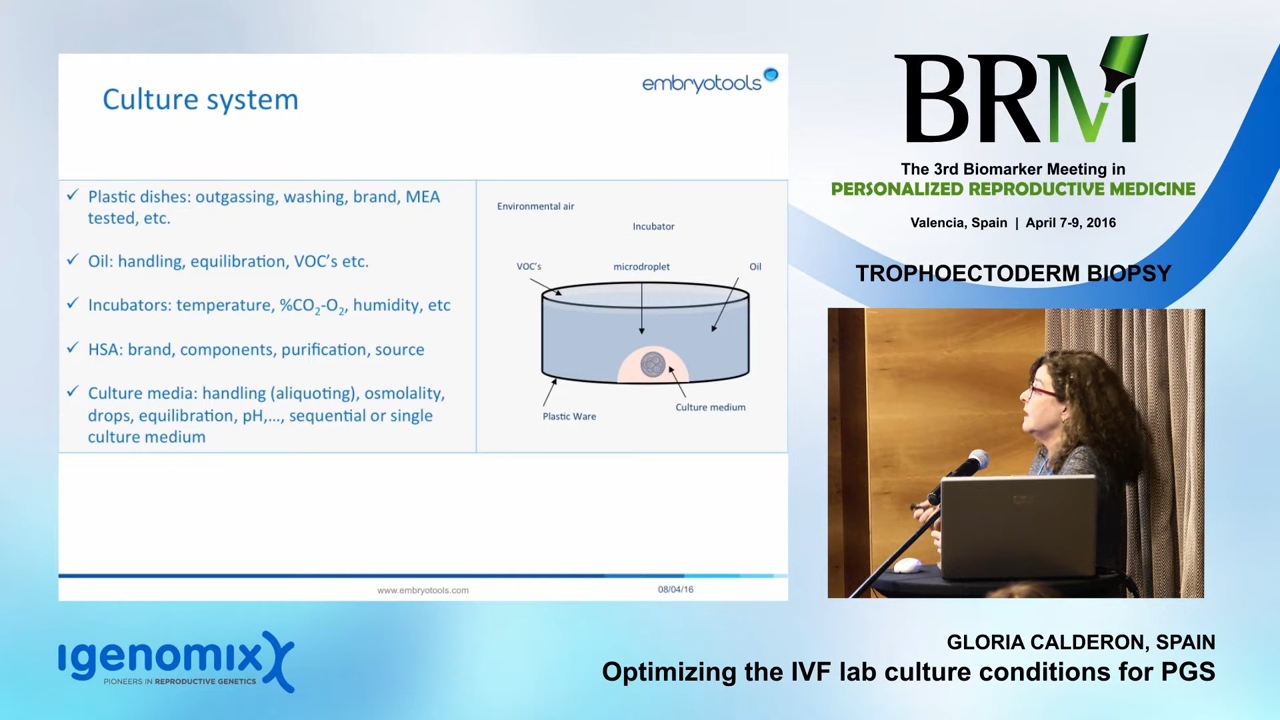 Culture system
embryotools
✓ Plastic dishes: outgassing, washing, brand, MEA
tested, etc.
✓ Oil: handling, equilibration, VOC's etc.
✓ Incubators: temperature, %CO₂-O₂, humidity, etc
✓ HSA: brand, components, purification, source
✓ Culture media: handling (aliquoting), osmolality,
drops, equilibration, pH,..., sequential or single
culture medium
Environmental air
Incubator
VOC's
microdroplet
Oil
Plastic Ware
Culture medium
www.embryotools.com
08/04/16
BRM
The 3rd Biomarker Meeting in
PERSONALIZED REPRODUCTIVE MEDICINE
Valencia, Spain | April 7-9, 2016
TROPHOECTODERM BIOPSY
igenomix
PIONEERS IN REPRODUCTIVE GENETICS
GLORIA CALDERON, SPAIN
Optimizing the IVF lab culture conditions for PGS